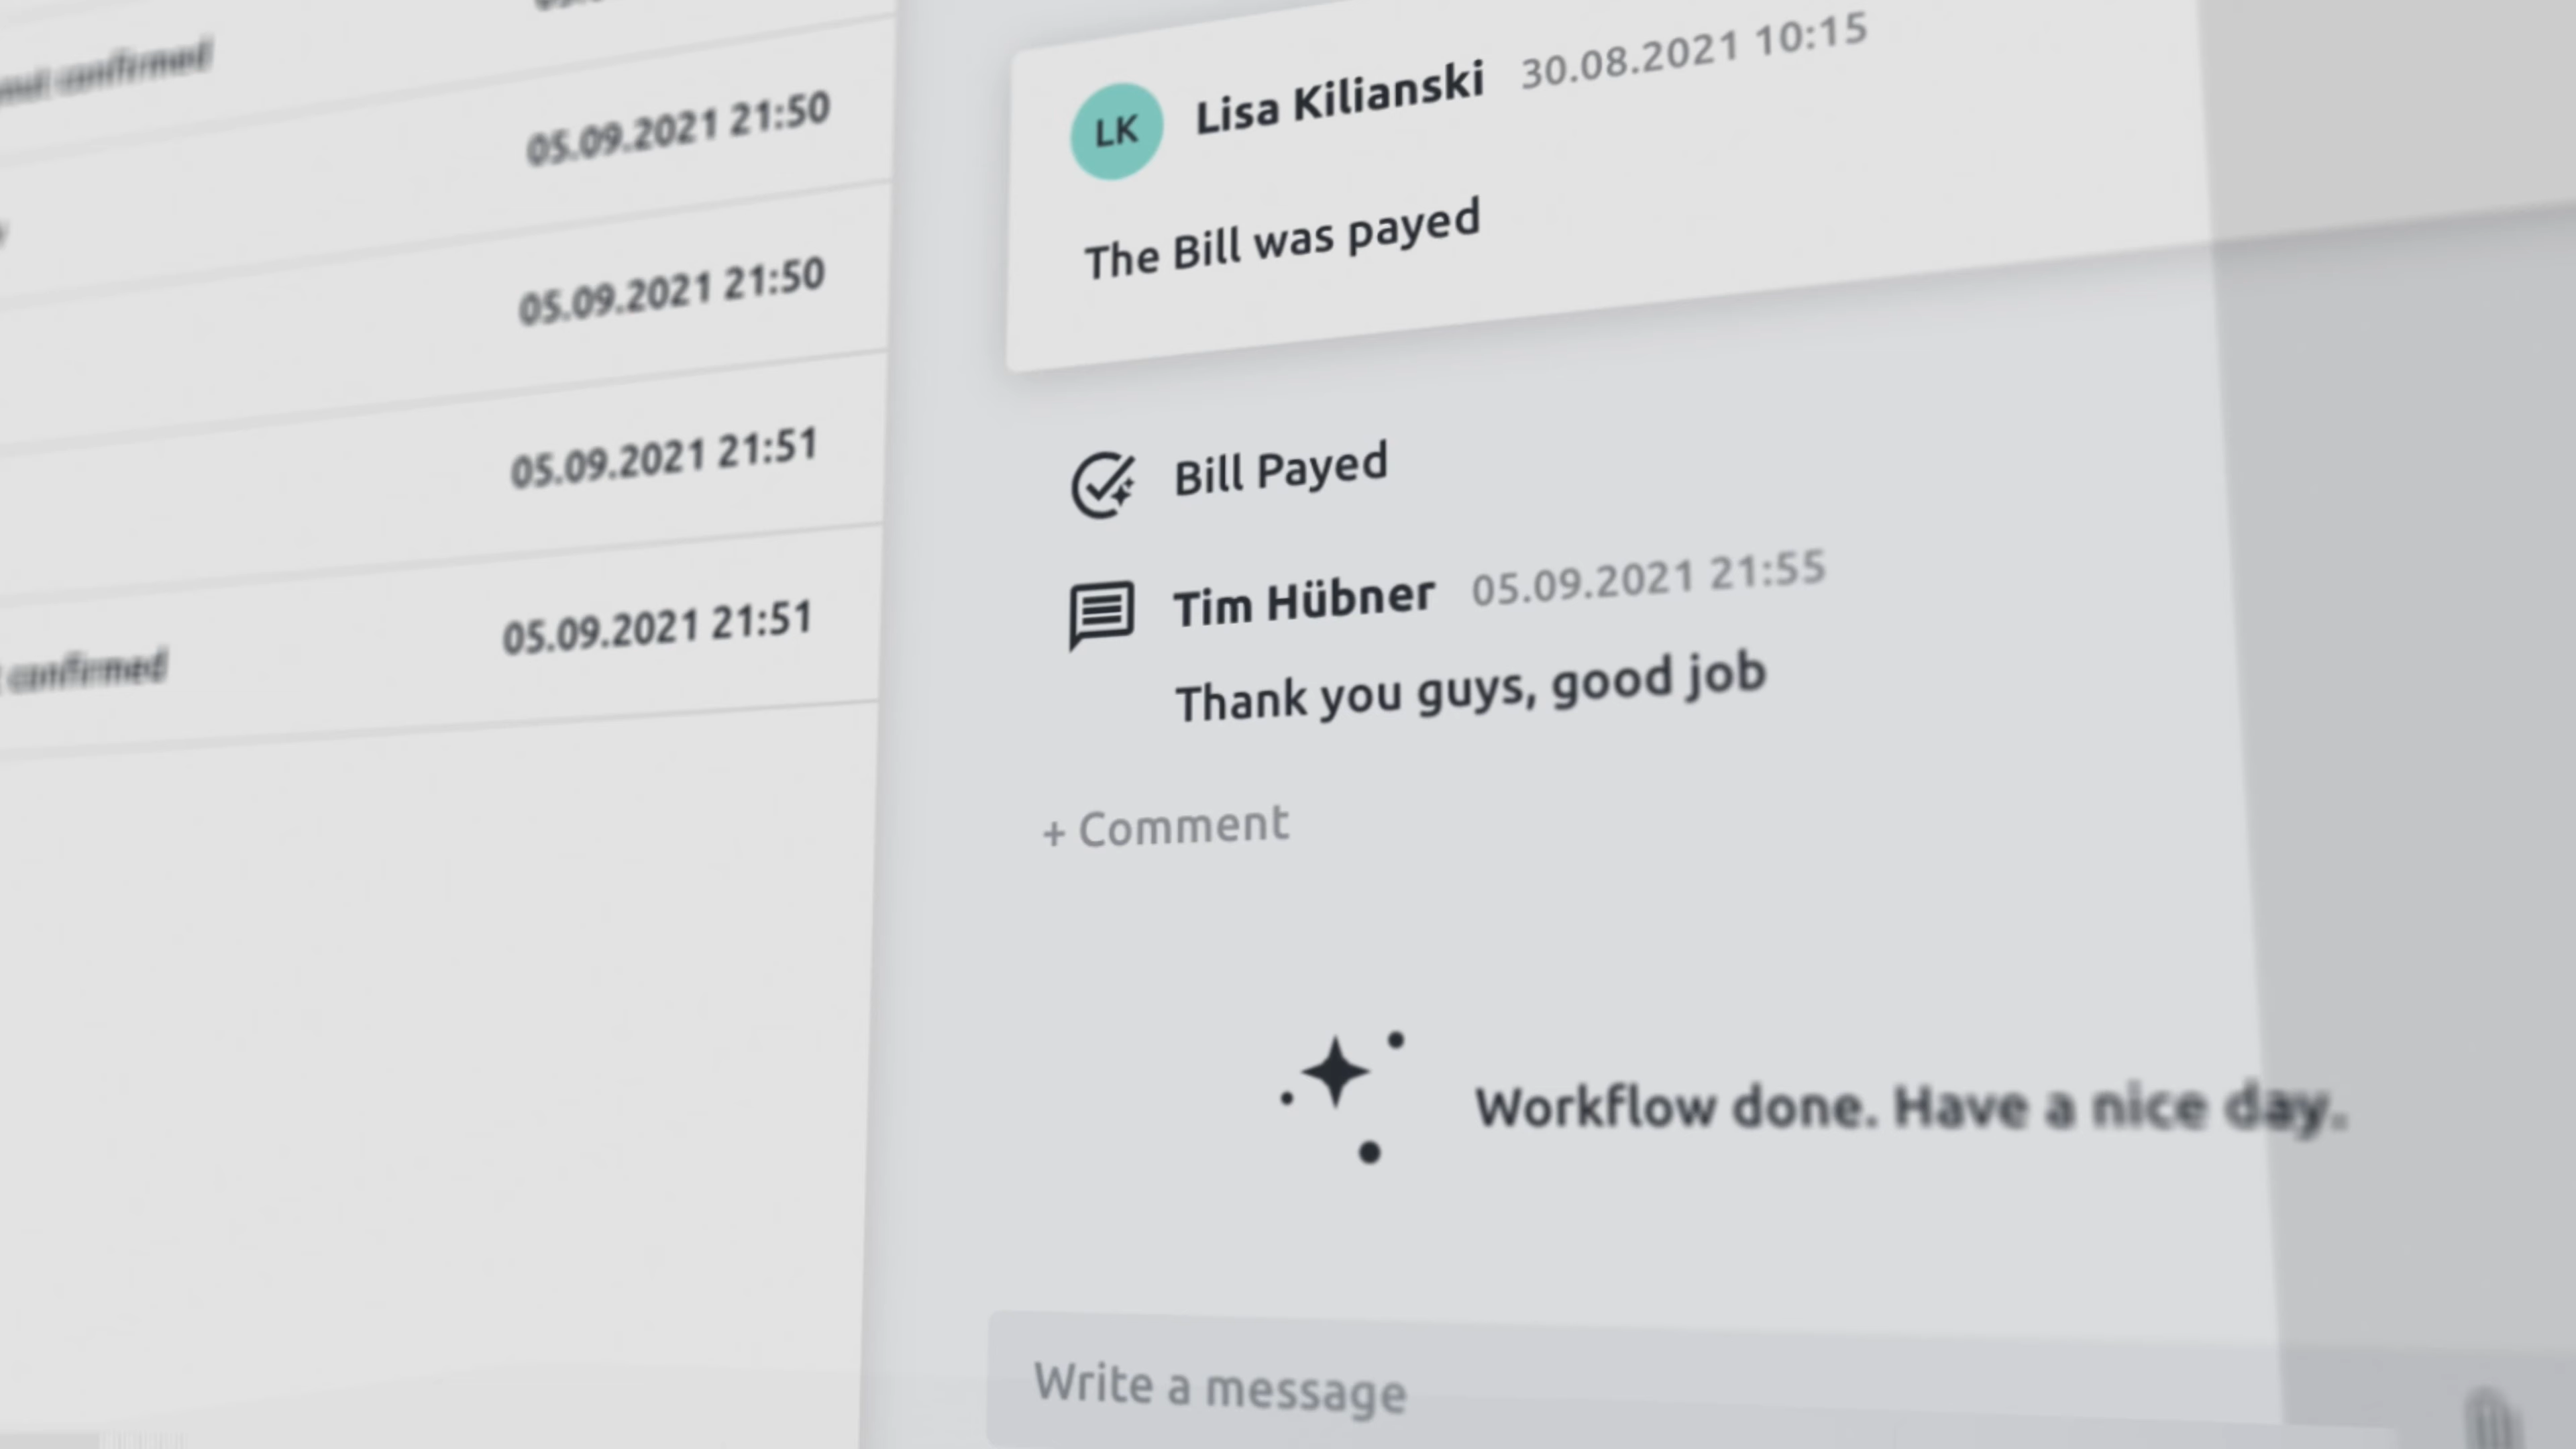 confirmed
05.09.2021 21:50
05.09.2021 21:50
05.09.2021 21:51
confirmed 05.09.2021 21:51
LK Lisa Kilianski 30.08.2021 10:15
The Bill was payed
Bill Payed
Tim Hübner 05.09.2021 21:55
Thank you guys, good job
+ Comment
Workflow done. Have a nice day.
Write a message